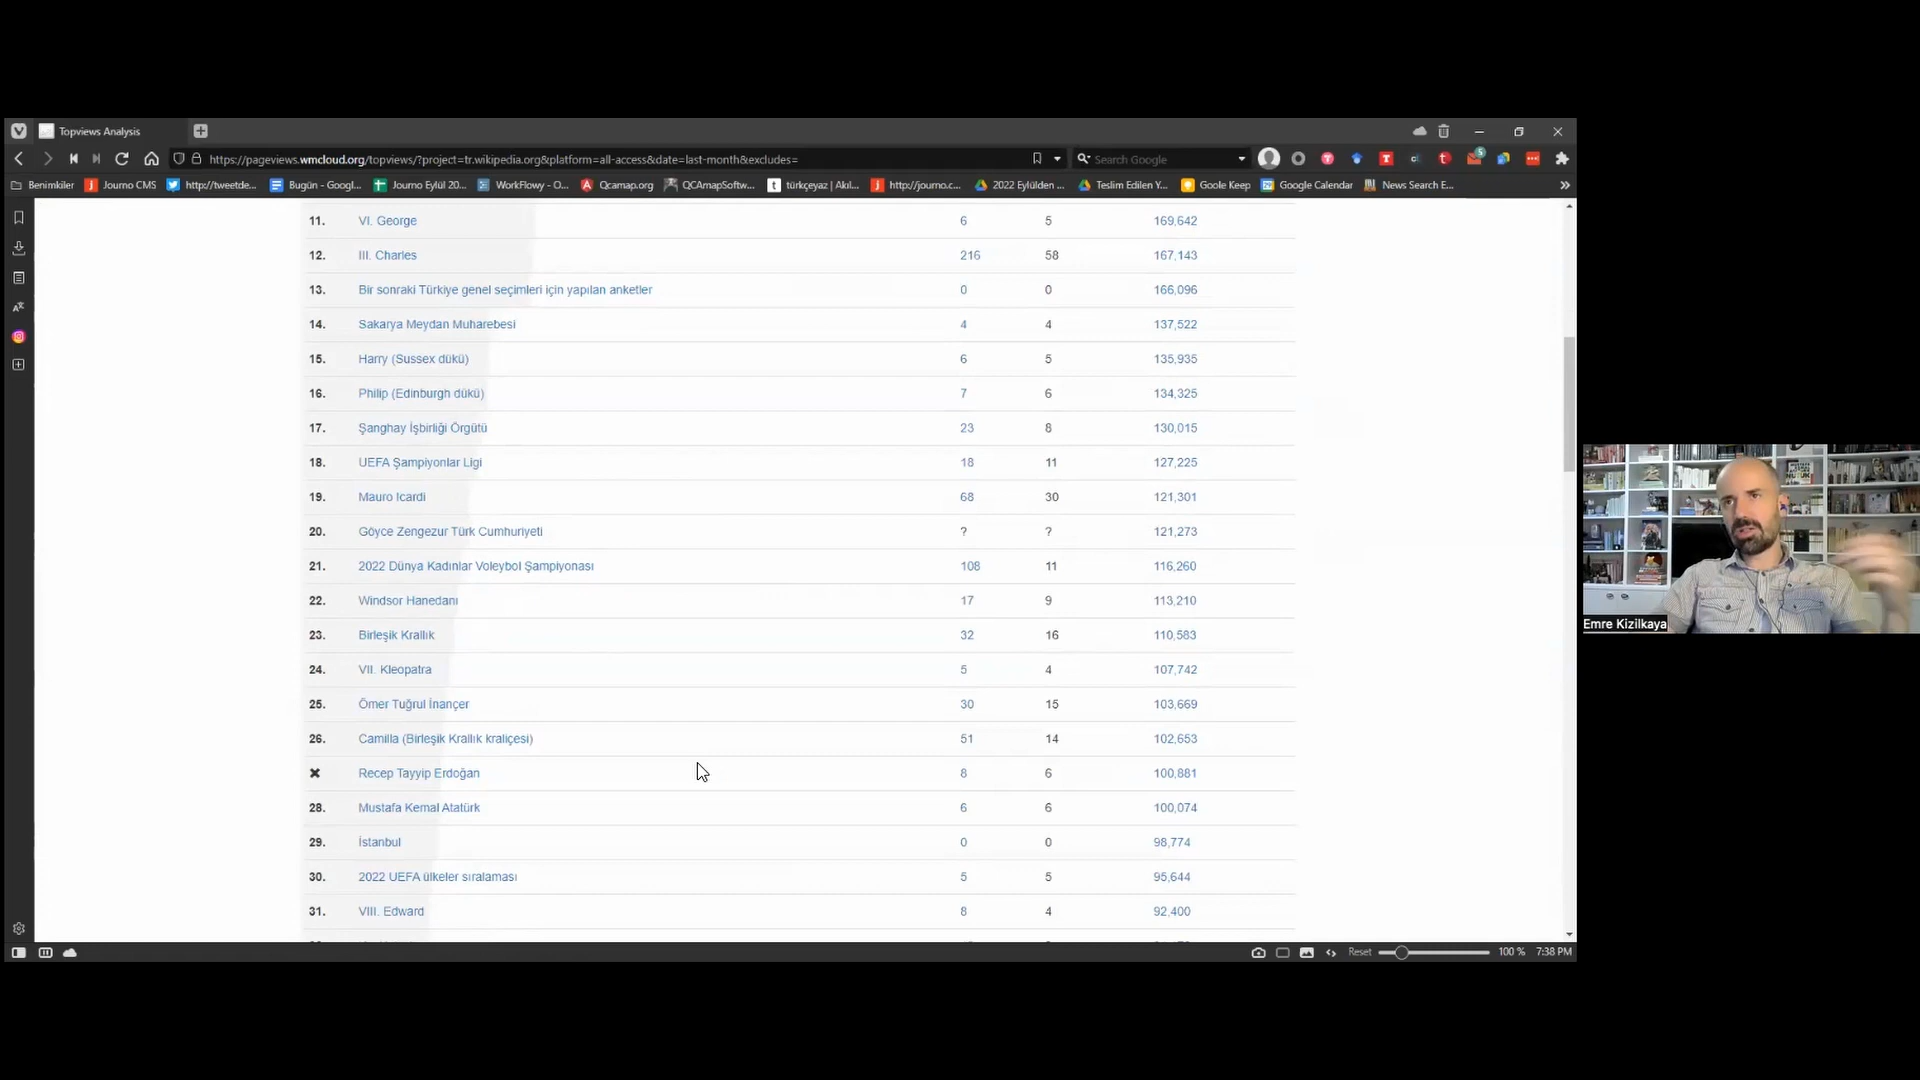 Topviews Analysis
https://pageviews.wmcloud.org/topviews/?project=tr.wikipedia.org&platform=all-access&date=last-month&excludes=
Search Google
5
Benimkiler Journo CMS http://tweetde... Bugün - Googl... Journo Eylül 20... WorkFlowy - O... Qcamap.org QCAmapSoftw... türkçeyaz | Akıl... http://journo.c... 2022 Eylülden ... Teslim Edilen Y... Goole Keep Google Calendar News Search E...
11. VI. George 6 5 169,642
12. III. Charles 216 58 167,143
13. Bir sonraki Türkiye genel seçimleri için yapılan anketler 0 0 166,096
14. Sakarya Meydan Muharebesi 4 4 137,522
15. Harry (Sussex dükü) 6 5 135,935
16. Philip (Edinburgh dükü) 7 6 134,325
17. Şanghay İşbirliği Örgütü 23 8 130,015
18. UEFA Şampiyonlar Ligi 18 11 127,225
19. Mauro Icardi 68 30 121,301
20. Göyce Zengezur Türk Cumhuriyeti ? ? 121,273
21. 2022 Dünya Kadınlar Voleybol Şampiyonası 108 11 116,260
22. Windsor Hanedanı 17 9 113,210
23. Birleşik Krallık 32 16 110,583
24. VII. Kleopatra 5 4 107,742
25. Ömer Tuğrul İnançer 30 15 103,669
26. Camilla (Birleşik Krallık kraliçesi) 51 14 102,653
Recep Tayyip Erdoğan 8 6 100,881
28. Mustafa Kemal Atatürk 6 6 100,074
29. İstanbul 0 0 98,774
30. 2022 UEFA ülkeler sıralaması 5 5 95,644
31. VIII. Edward 8 4 92,400
Reset 100 % 7:38 PM
Emre Kizilkaya